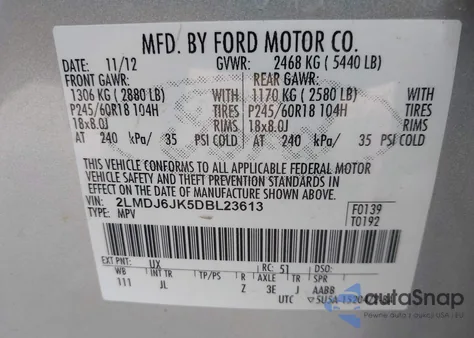 MFD. BY FORD MOTOR CO.
DATE: 11/12 GVWR: 2468 KG (5440 LB)
FRONT GAWR: REAR GAWR:
1306 KG (2880 LB) WITH 1170 KG (2580 LB) WITH
P245/60R18 104H TIRES P245/60R18 104H TIRES
18x8.0J RIMS 18x8.0J RIMS
AT 240 kPa/ 35 PSI COLD AT 240 kPa/ 35 PSI COLD
THIS VEHICLE CONFORMS TO ALL APPLICABLE FEDERAL MOTOR
VEHICLE SAFETY AND THEFT PREVENTION STANDARDS IN
EFFECT ON THE DATE OF MANUFACTURE SHOWN ABOVE.
VIN: 2LMDJ6JK5DBL23613 F0139
TYPE: MPV T0192
EXT PNT: UX RC: 51 DSO:
WB INT TR TP/PS R AXLE TR SPR
111 JL Z 3E J AABB
UTC
autoSnap